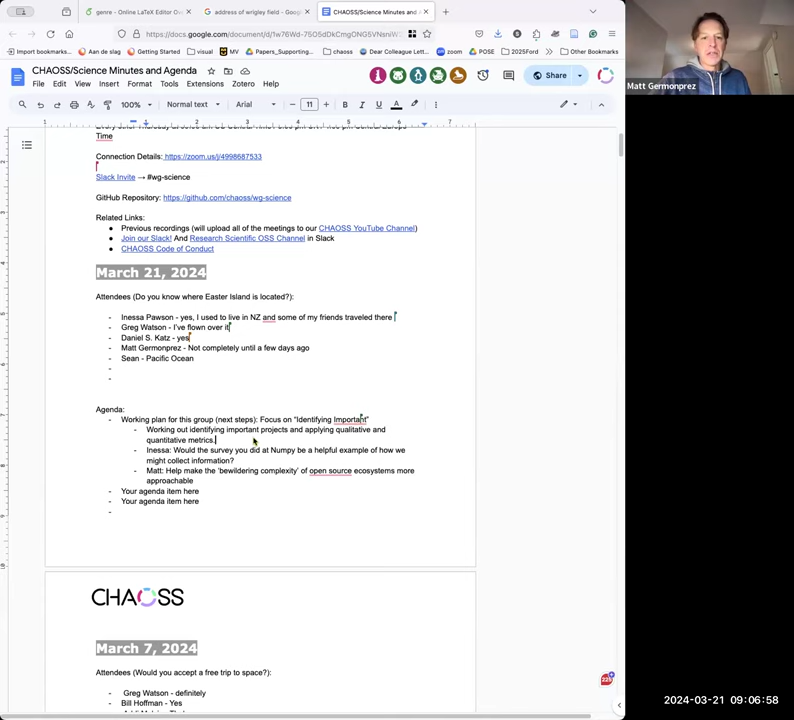 genre - Online LaTeX Editor Ov
address of wrigley field - Goog
CHAOSS/Science Minutes and A
https://docs.google.com/document/d/1w76Wd-75O5dDkCmgONG5VNsniW
Import bookmarks...
Aan de slag
Getting Started
visual
MV
Papers_Supporting...
chaoss
Dear Colleague Lett
zoom
POSE
2025Ford
Other Bookmarks
CHAOSS/Science Minutes and Agenda
File Edit View Insert Format Tools Extensions Zotero Help
Share
100%
Normal text
Arial
11
B I U A
1 2 3 4 5 6 7
Time
Connection Details: https://zoom.us/j/4998687533
Slack Invite → #wg-science
GitHub Repository: https://github.com/chaoss/wg-science
Related Links:
● Previous recordings (will upload all of the meetings to our CHAOSS YouTube Channel)
● Join our Slack! And Research Scientific OSS Channel in Slack
● CHAOSS Code of Conduct
March 21, 2024
Attendees (Do you know where Easter Island is located?):
- Inessa Pawson - yes, I used to live in NZ and some of my friends traveled there
- Greg Watson - I've flown over it
- Daniel S. Katz - yes
- Matt Germonprez - Not completely until a few days ago
- Sean - Pacific Ocean
-
-
Agenda:
- Working plan for this group (next steps): Focus on "Identifying Important"
- Working out identifying important projects and applying qualitative and
quantitative metrics.
- Inessa: Would the survey you did at Numpy be a helpful example of how we
might collect information?
- Matt: Help make the 'bewildering complexity' of open source ecosystems more
approachable
- Your agenda item here
- Your agenda item here
-
CHAOSS
March 7, 2024
Attendees (Would you accept a free trip to space?):
- Greg Watson - definitely
- Bill Hoffman - Yes
Matt Germonprez
2024-03-21 09:06:58